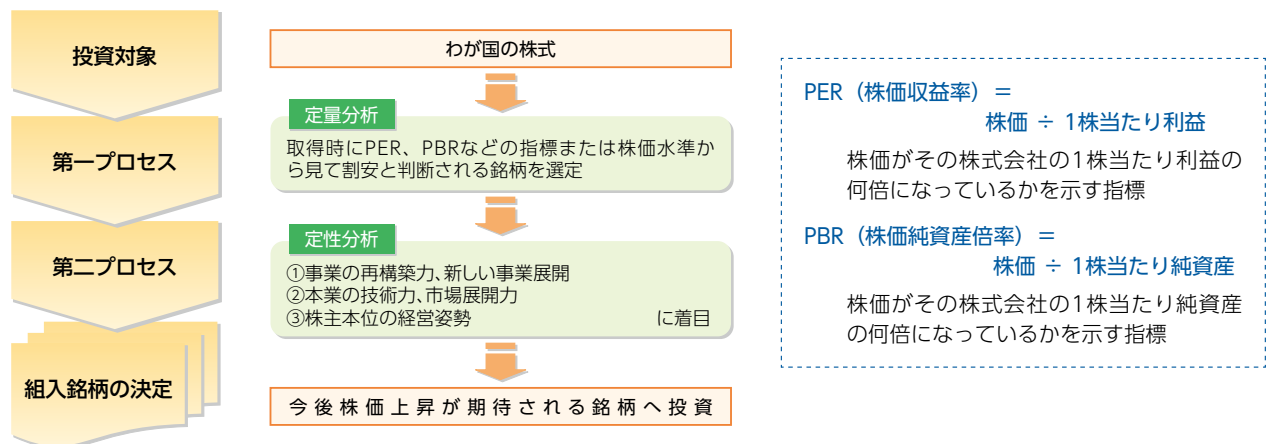 投資対象
わが国の株式
第一プロセス
定量分析
取得時にPER、PBRなどの指標または株価水準か
ら見て割安と判断される銘柄を選定
第二プロセス
定性分析
①事業の再構築力、新しい事業展開
②本業の技術力、市場展開力
③株主本位の経営姿勢 に着目
組入銘柄の決定
今後株価上昇が期待される銘柄へ投資
PER（株価収益率）＝
株価 ÷ 1株当たり利益
株価がその株式会社の1株当たり利益の
何倍になっているかを示す指標
PBR（株価純資産倍率）＝
株価 ÷ 1株当たり純資産
株価がその株式会社の1株当たり純資産
の何倍になっているかを示す指標